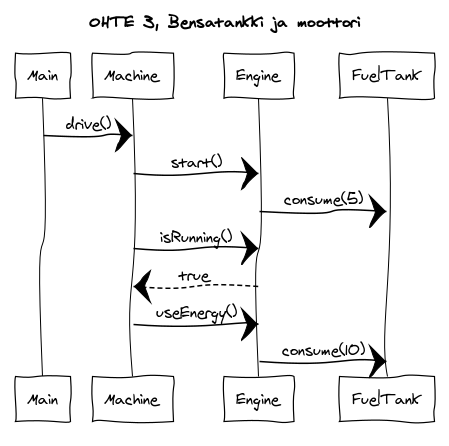 OHTE 3, Bensatankki ja moottori
Main Machine Engine FuelTank
drive()
start()
consume(5)
isRunning()
true
useEnergy()
consume(10)
Main Machine Engine FuelTank